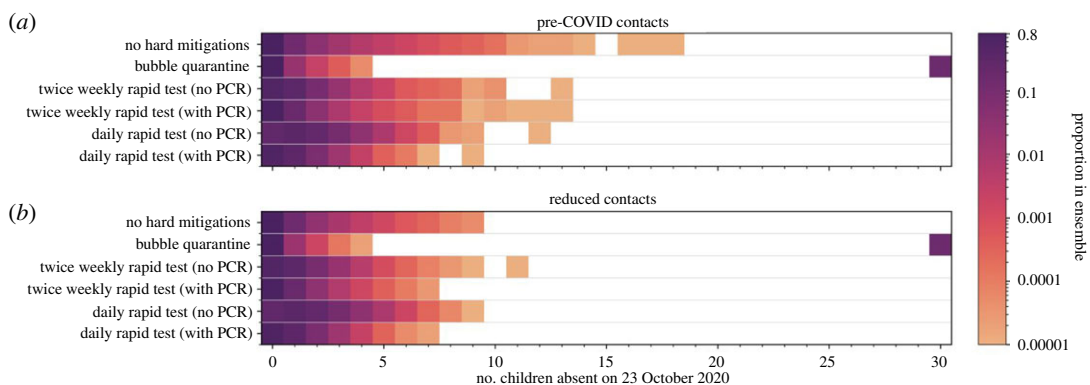 (a)
pre-COVID contacts
no hard mitigations
bubble quarantine
twice weekly rapid test (no PCR)
twice weekly rapid test (with PCR)
daily rapid test (no PCR)
daily rapid test (with PCR)
(b)
reduced contacts
no hard mitigations
bubble quarantine
twice weekly rapid test (no PCR)
twice weekly rapid test (with PCR)
daily rapid test (no PCR)
daily rapid test (with PCR)
0 5 10 15 20 25 30
no. children absent on 23 October 2020
0.8
0.1
0.01
0.001
0.0001
0.00001
proportion in ensemble